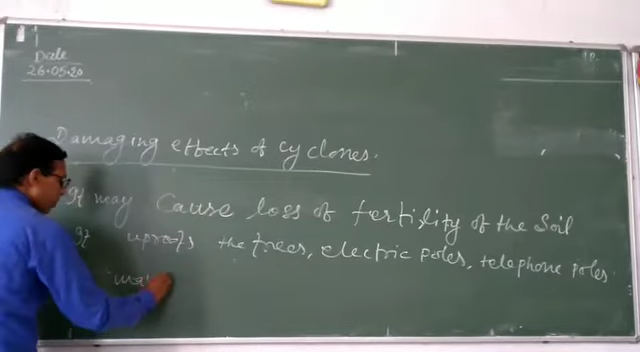 Date
26.05.20
Damaging effects of cyclones.
It may Cause loss of fertility of the Soil
It uproots the trees, electric poles, telephone poles.